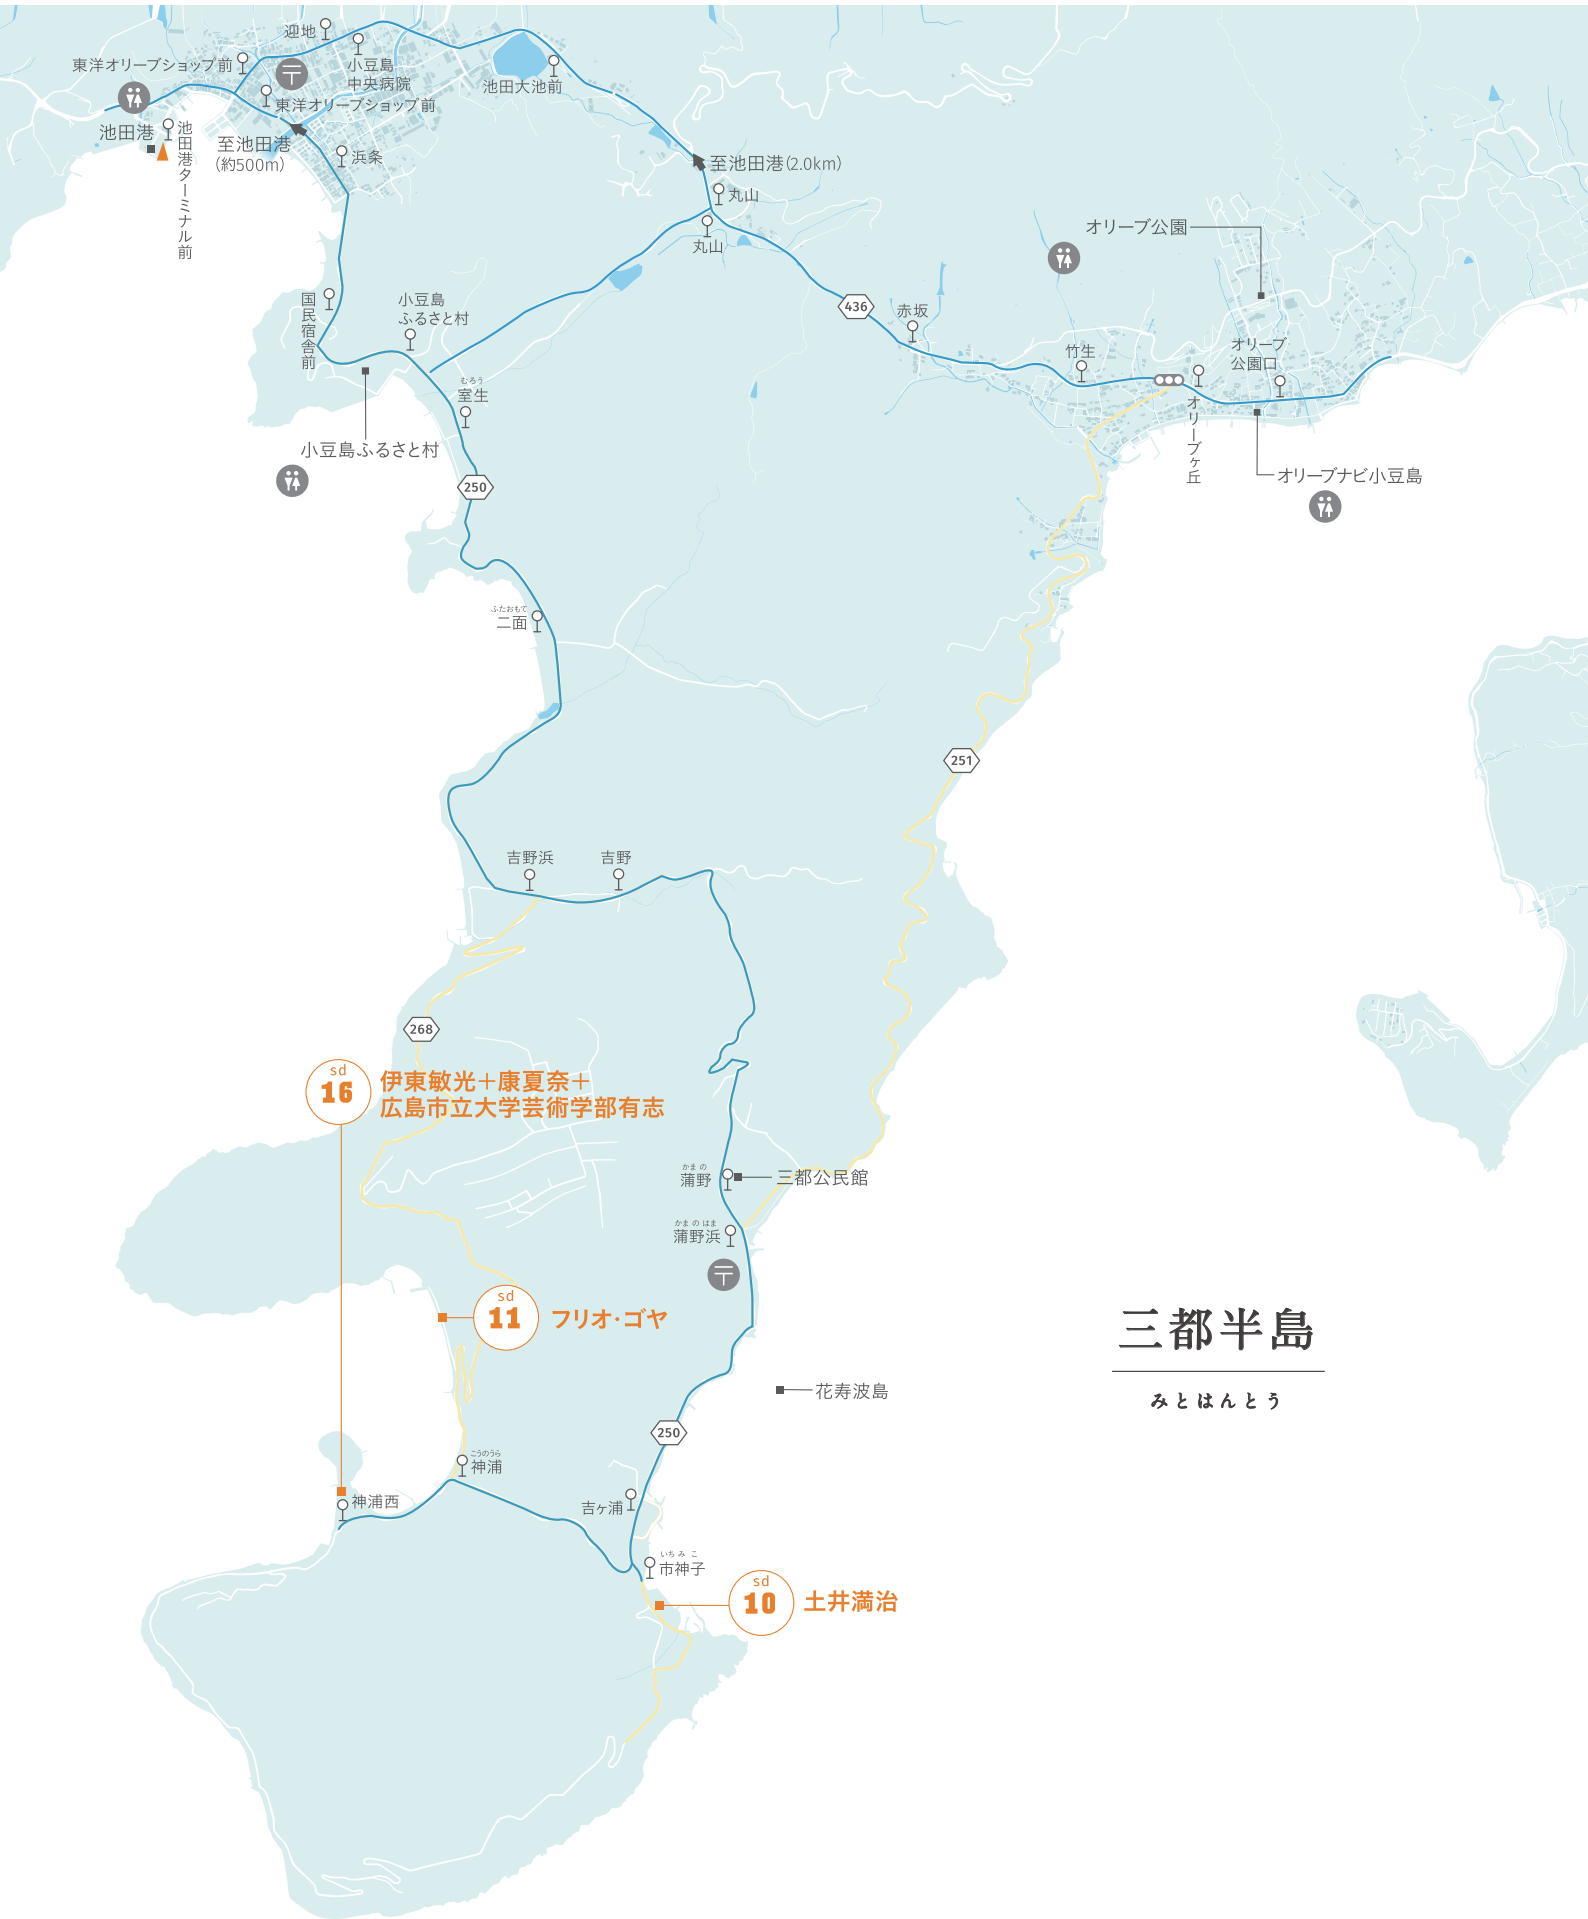 迎地
東洋オリーブショップ前
小豆島
中央病院
池田大池前
東洋オリーブショップ前
池田港
池田港ターミナル前
至池田港
(約500m)
浜条
至池田港(2.0km)
丸山
丸山
オリーブ公園
国民宿舎前
小豆島
ふるさと村
436
赤坂
竹生
オリーブ
公園口
むろう
室生
オリーブヶ丘
小豆島ふるさと村
オリーブナビ小豆島
250
ふたおもて
二面
251
吉野浜
吉野
268
sd
16
伊東敏光+康夏奈+
広島市立大学芸術学部有志
かまの
蒲野
三都公民館
かまのはま
蒲野浜
sd
11
フリオ・ゴヤ
三都半島
みとはんとう
花寿波島
250
こうのうら
神浦
神浦西
吉ヶ浦
いちみこ
市神子
sd
10
土井満治